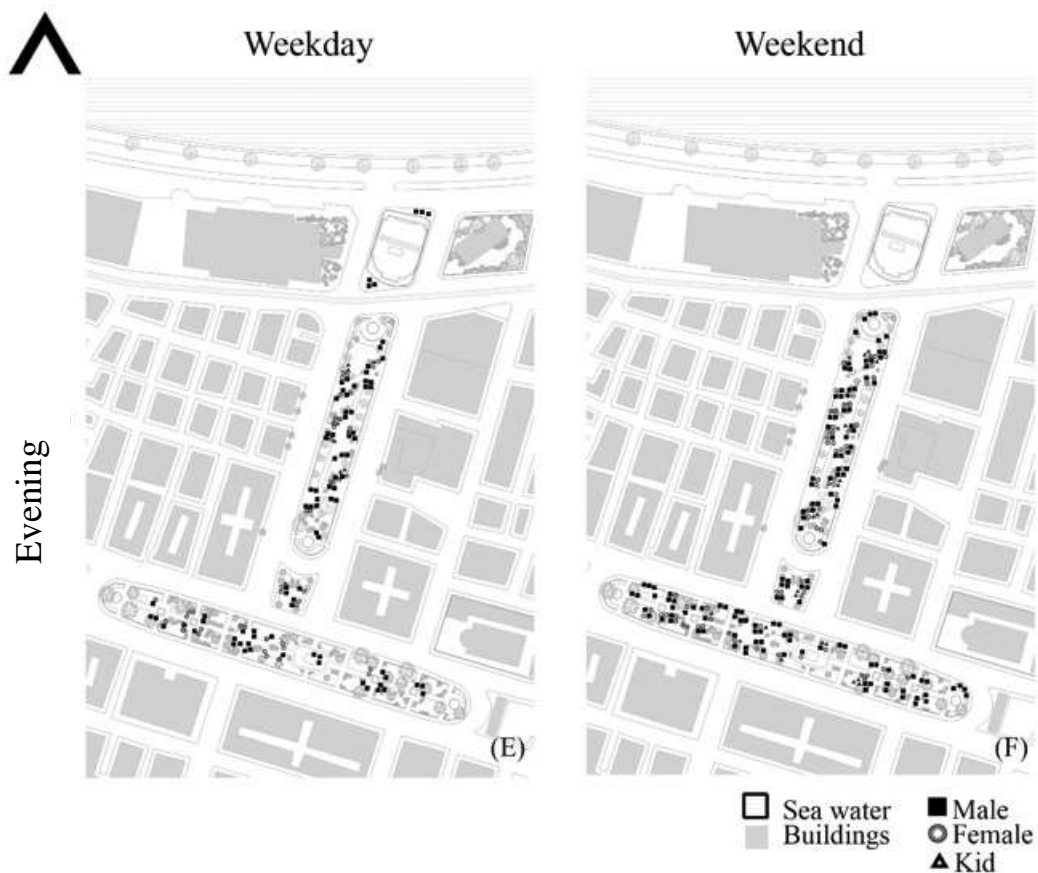 Weekday
Weekend
Evening
(E)
(F)
Sea water
Buildings
Male
Female
Kid